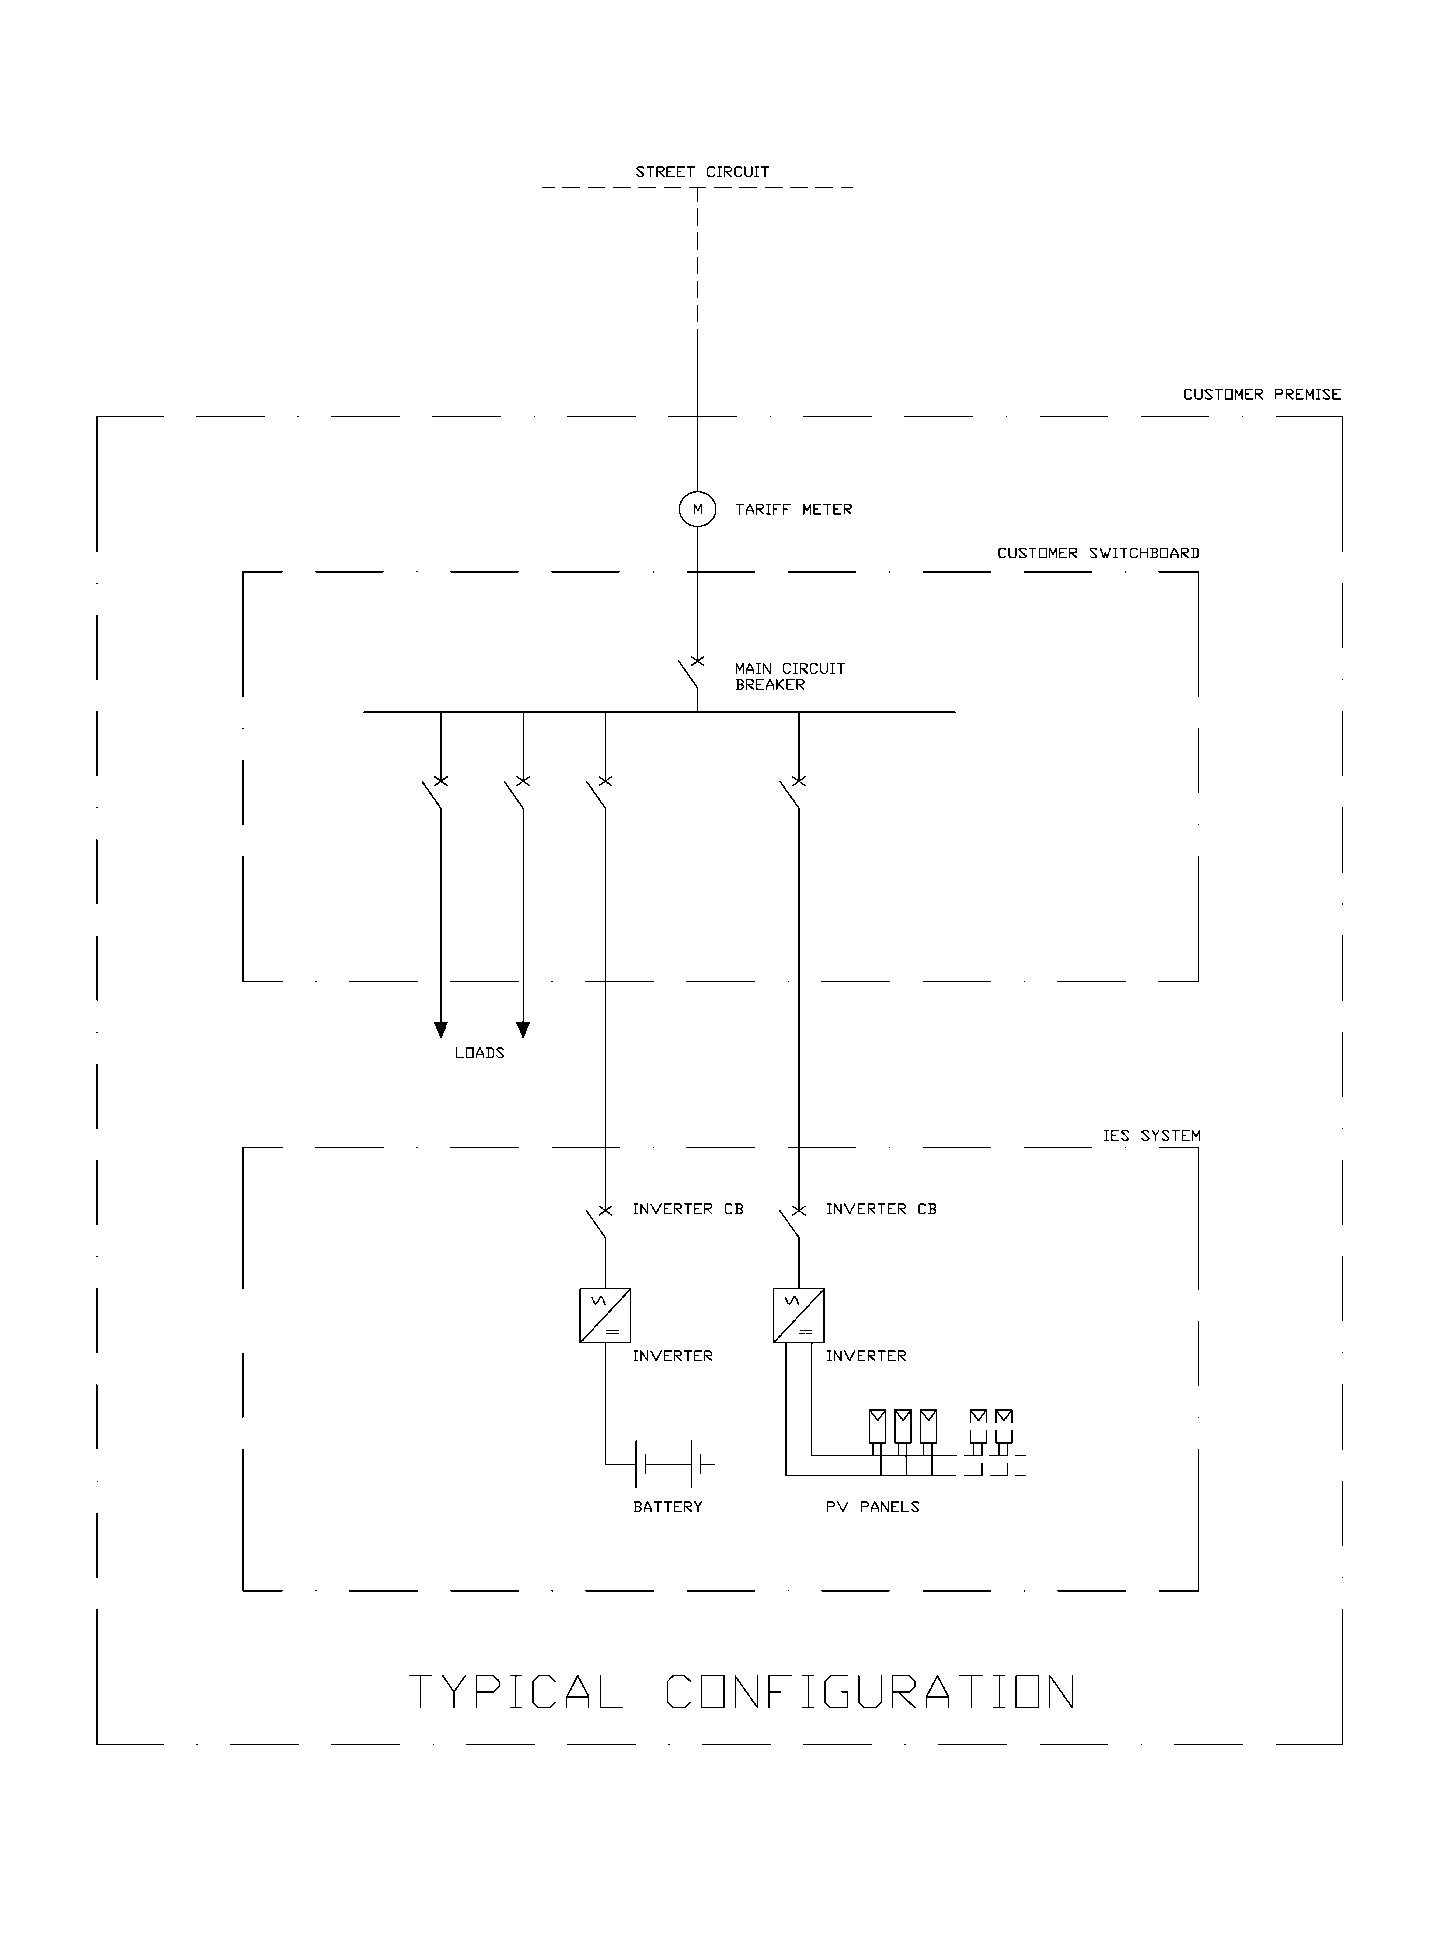 STREET CIRCUIT
CUSTOMER PREMISE
M
TARIFF METER
CUSTOMER SWITCHBOARD
MAIN CIRCUIT
BREAKER
LOADS
IES SYSTEM
INVERTER CB
INVERTER CB
INVERTER
INVERTER
BATTERY
PV PANELS
TYPICAL CONFIGURATION